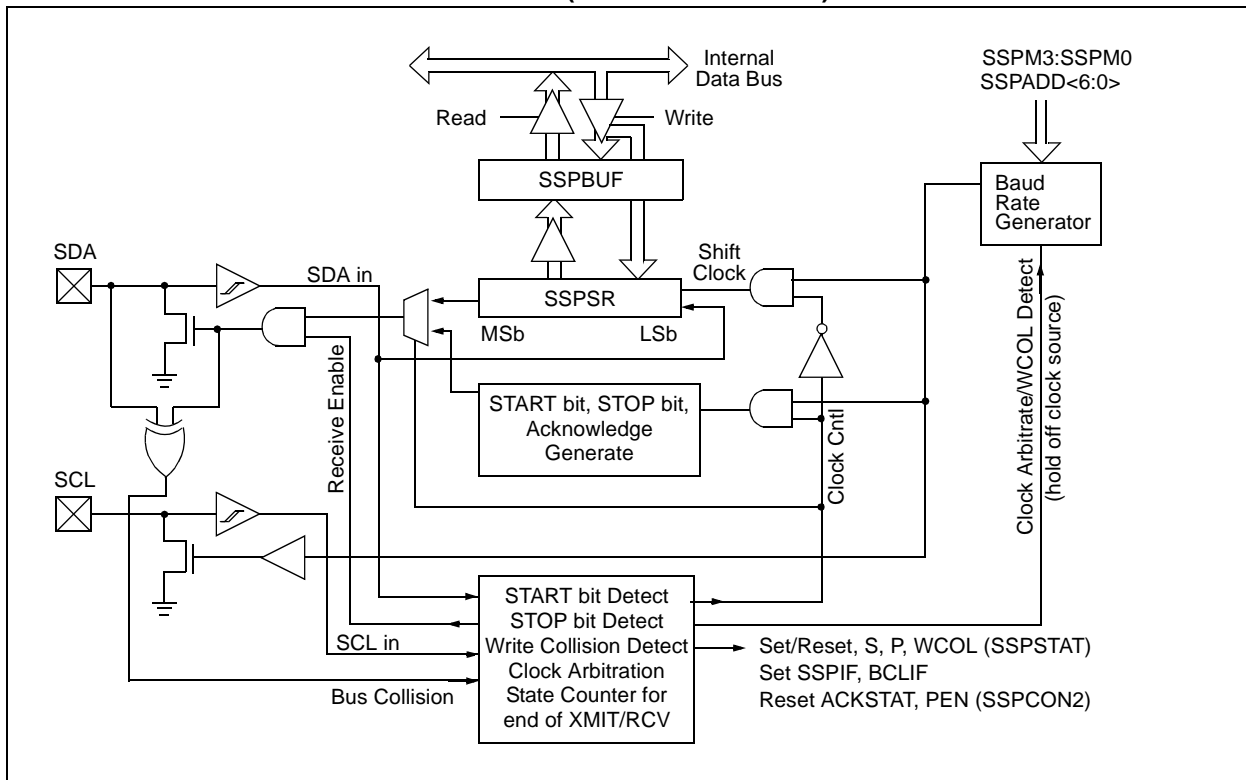 Internal
Data Bus
SSPM3:SSPM0
SSPADD<6:0>
Read
Write
SSPBUF
Baud
Rate
Generator
SDA
SDA in
Shift
Clock
SSPSR
MSb
LSb
Receive Enable
START bit, STOP bit,
Acknowledge
Generate
Clock Cntl
Clock Arbitrate/WCOL Detect
(hold off clock source)
SCL
SCL in
Bus Collision
START bit Detect
STOP bit Detect
Write Collision Detect
Clock Arbitration
State Counter for
end of XMIT/RCV
Set/Reset, S, P, WCOL (SSPSTAT)
Set SSPIF, BCLIF
Reset ACKSTAT, PEN (SSPCON2)